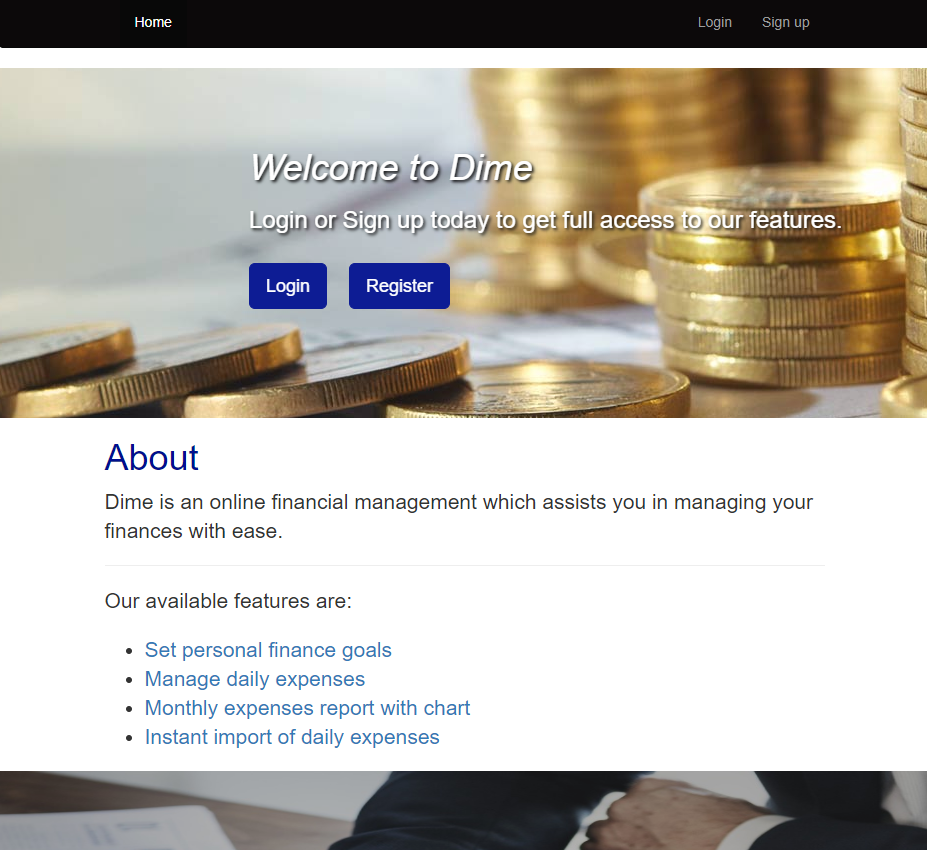 Home
Login
Sign up
Welcome to Dime
Login or Sign up today to get full access to our features.
Login
Register
About
Dime is an online financial management which assists you in managing your
finances with ease.
Our available features are:
Set personal finance goals
Manage daily expenses
Monthly expenses report with chart
Instant import of daily expenses